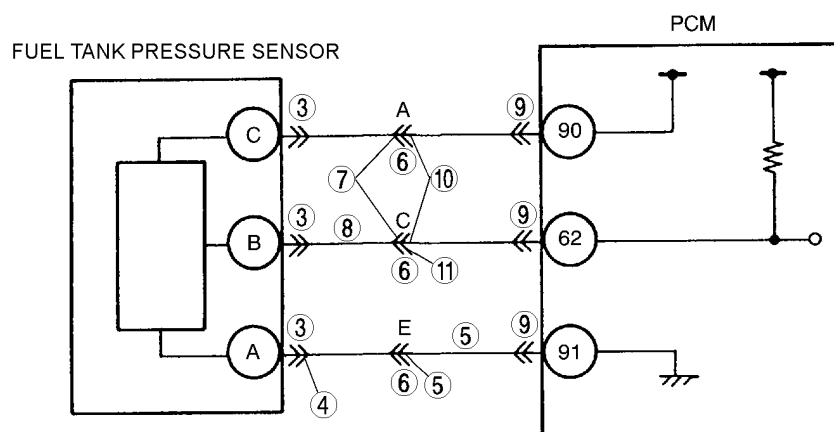 PCM
FUEL TANK PRESSURE SENSOR
3 A 9
C 90
7 6 10
3 8 C 9
B 62
6 11
3 E 5 9
A 91
6 5
4